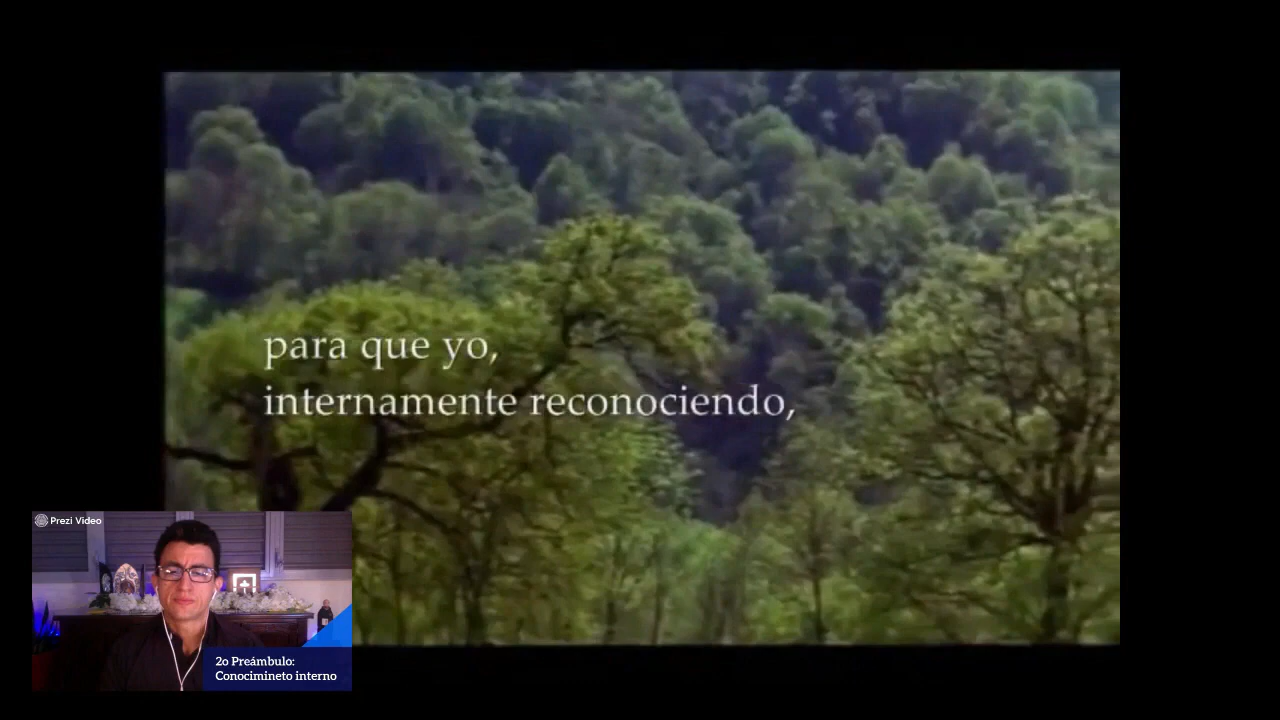 para que yo,
internamente reconociendo,
Prezi Video
2o Preámbulo:
Conocimineto interno